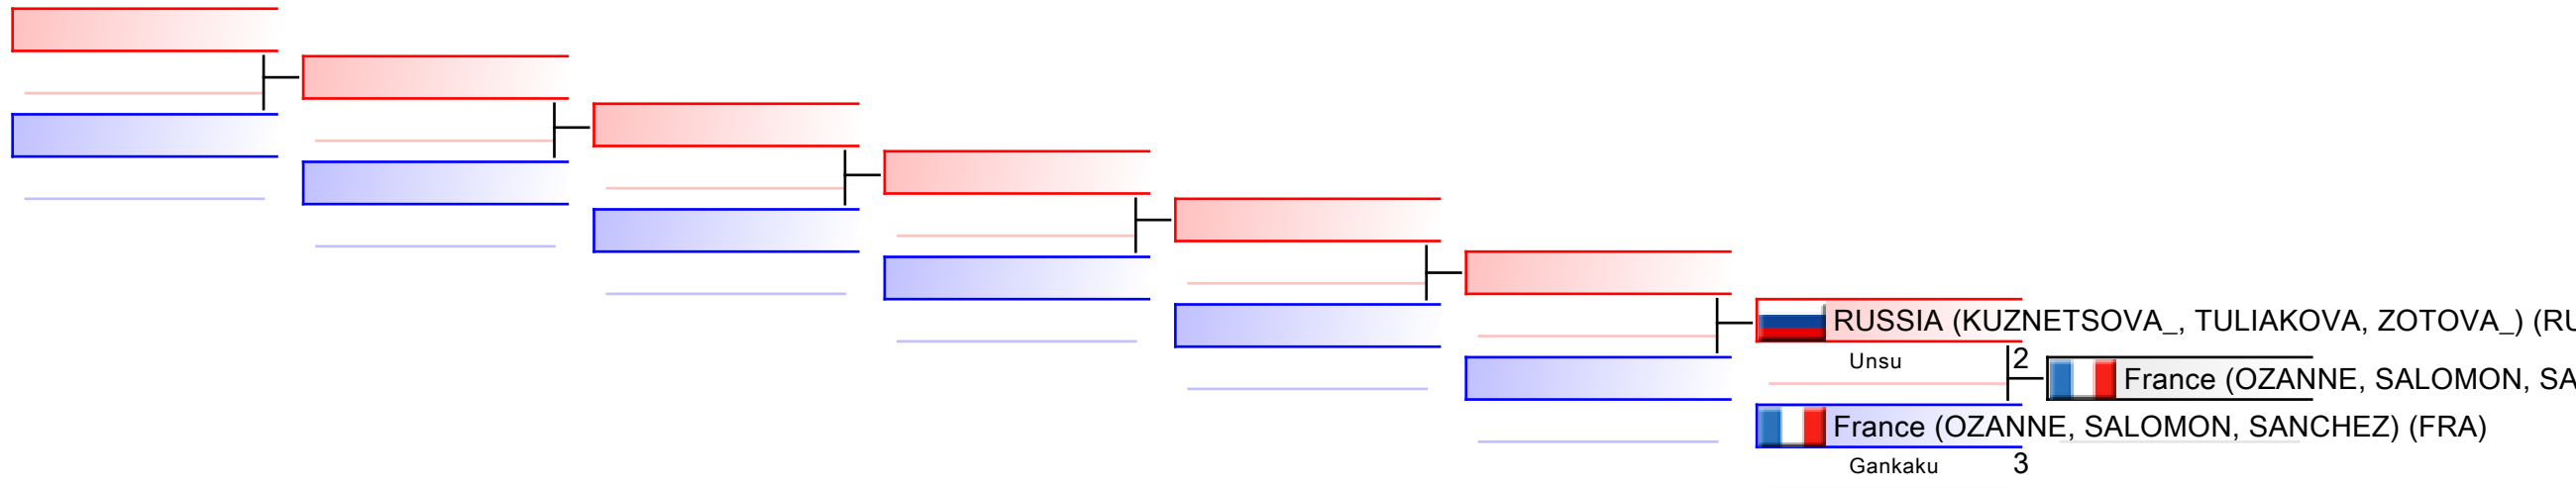 RUSSIA (KUZNETSOVA_, TULIAKOVA, ZOTOVA_) (RU
Unsu
2
France (OZANNE, SALOMON, SA
France (OZANNE, SALOMON, SANCHEZ) (FRA)
Gankaku
3